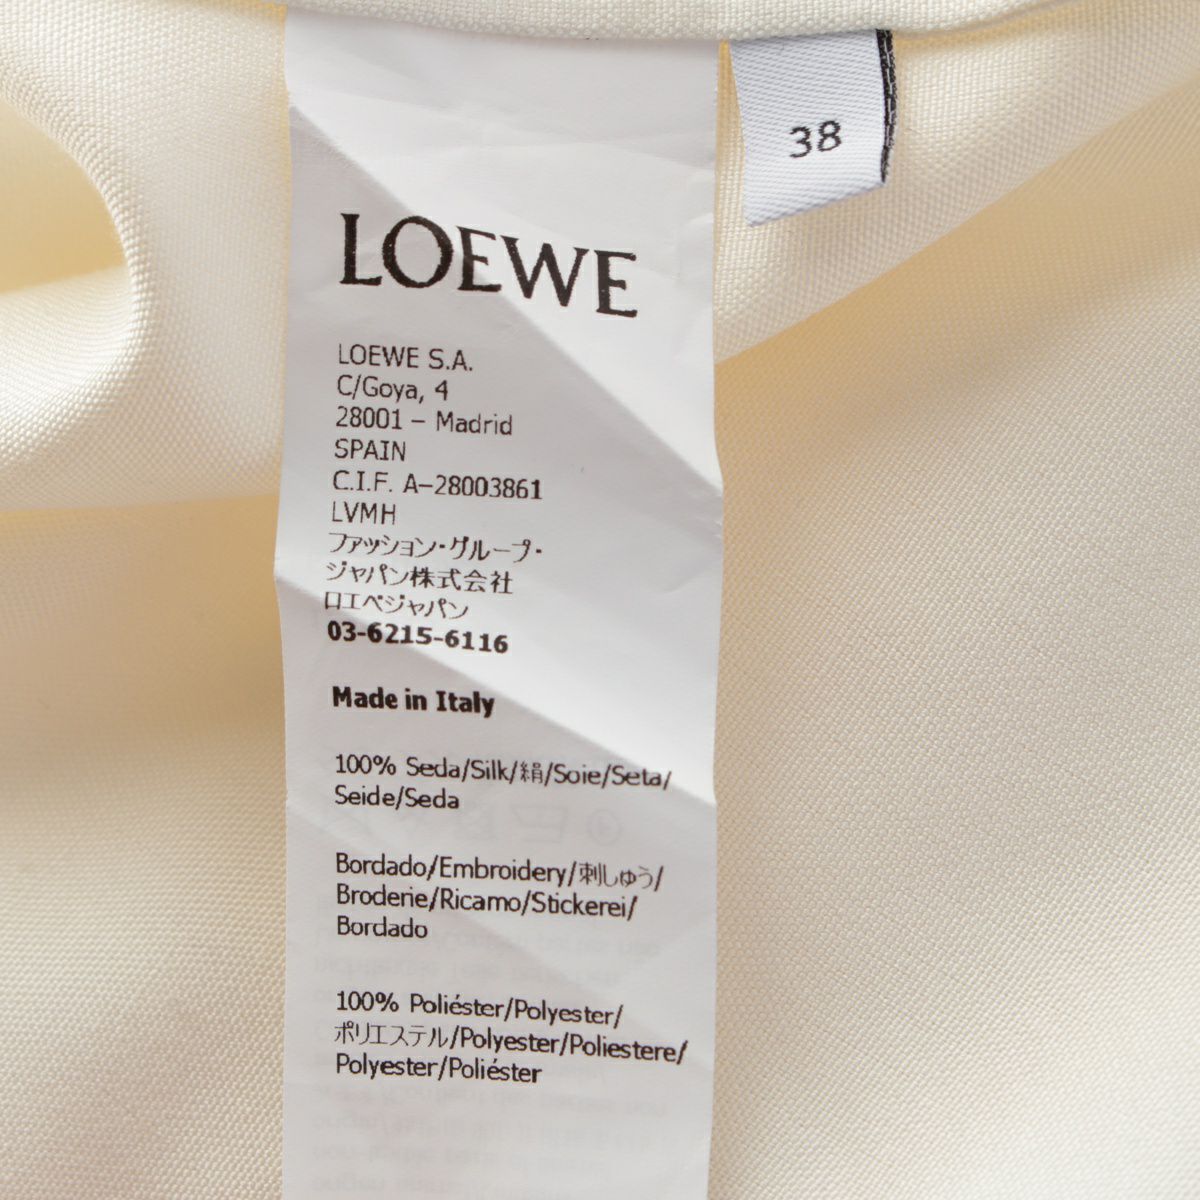 38
LOEWE
LOEWE S.A.
C/Goya, 4
28001 – Madrid
SPAIN
C.I.F. A–28003861
LVMH
ファッション・グループ・
ジャパン株式会社
ロエベジャパン
03-6215-6116
Made in Italy
100% Seda/Silk/絹/Soie/Seta/
Seide/Seda
Bordado/Embroidery/刺しゅう/
Broderie/Ricamo/Stickerei/
Bordado
100% Poliéster/Polyester/
ポリエステル/Polyester/Poliestere/
Polyester/Poliéster